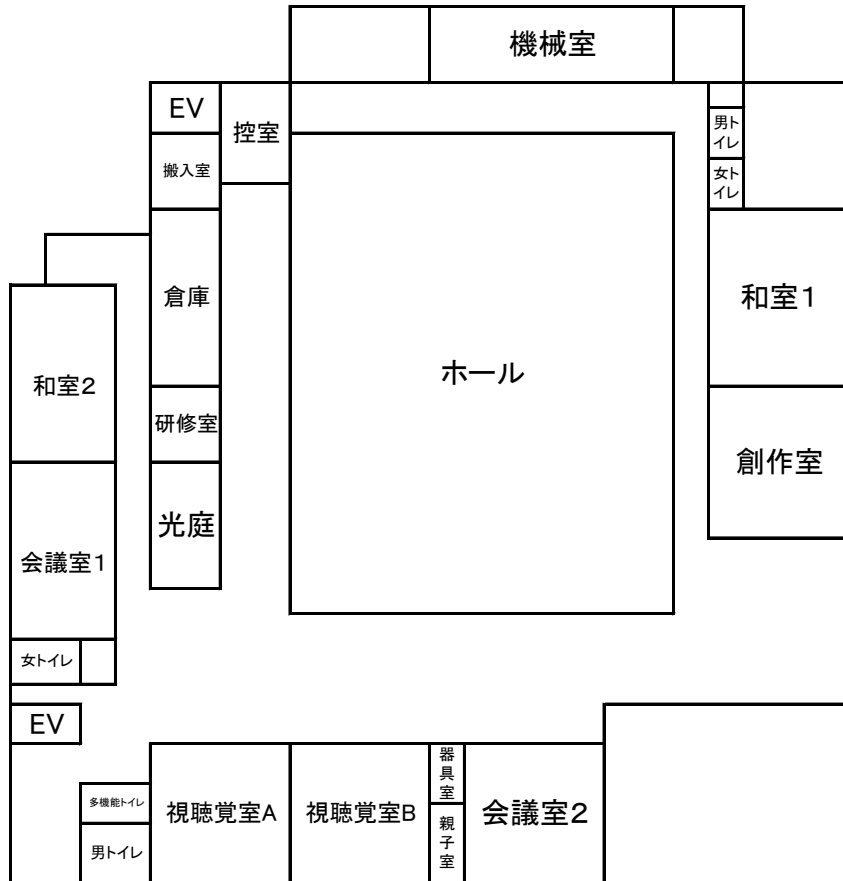 機械室
EV
控室
男ト
イレ
搬入室
女ト
イレ
倉庫
和室1
ホール
和室2
研修室
創作室
光庭
会議室1
女トイレ
EV
器
具
室
多機能トイレ
視聴覚室A
視聴覚室B
会議室2
男トイレ
親
子
室